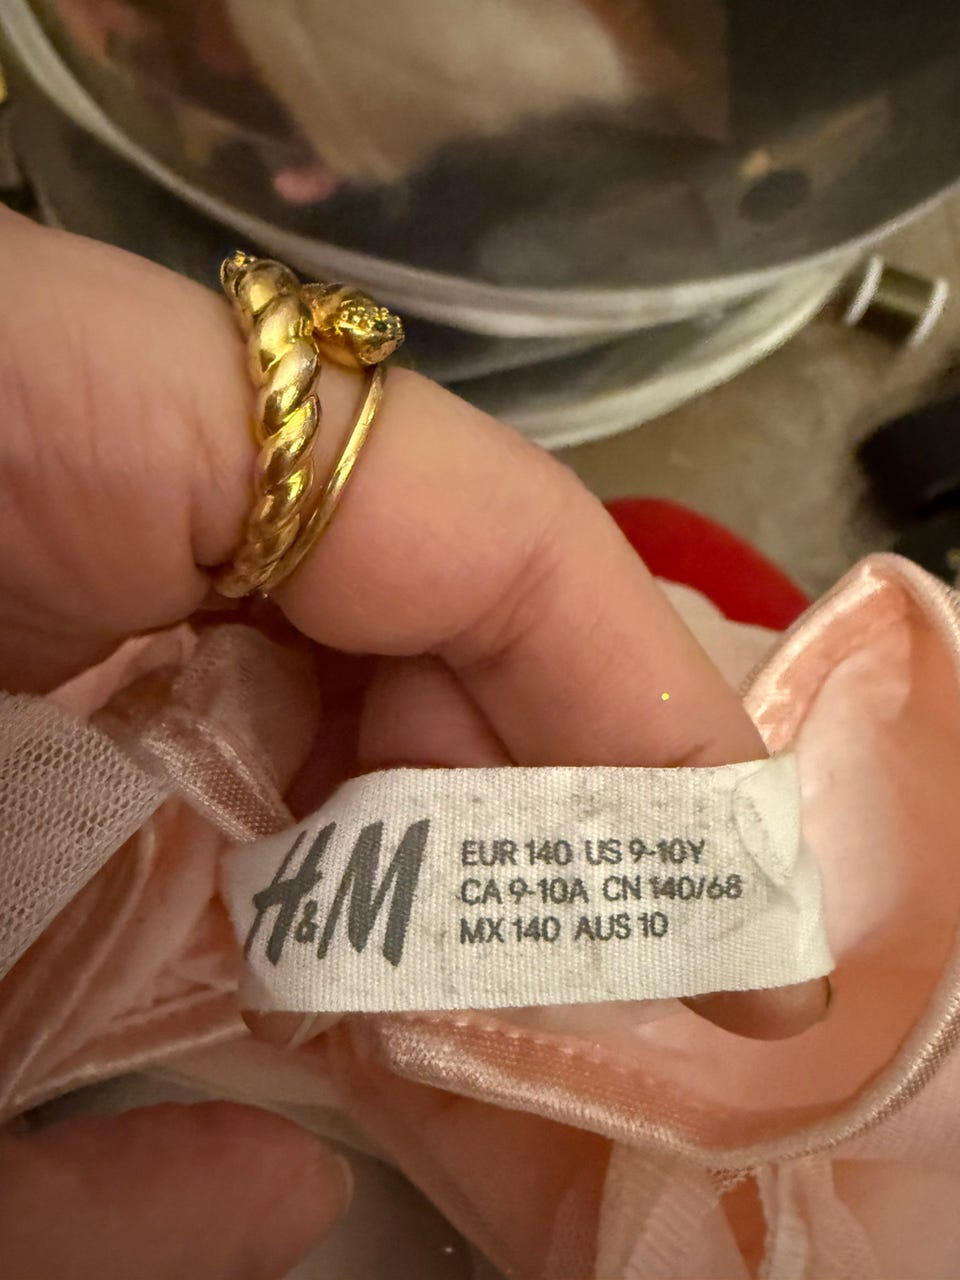 H&M
EUR 140 US 9-10Y
CA 9-10A CN 140/68
MX 140 AUS 10